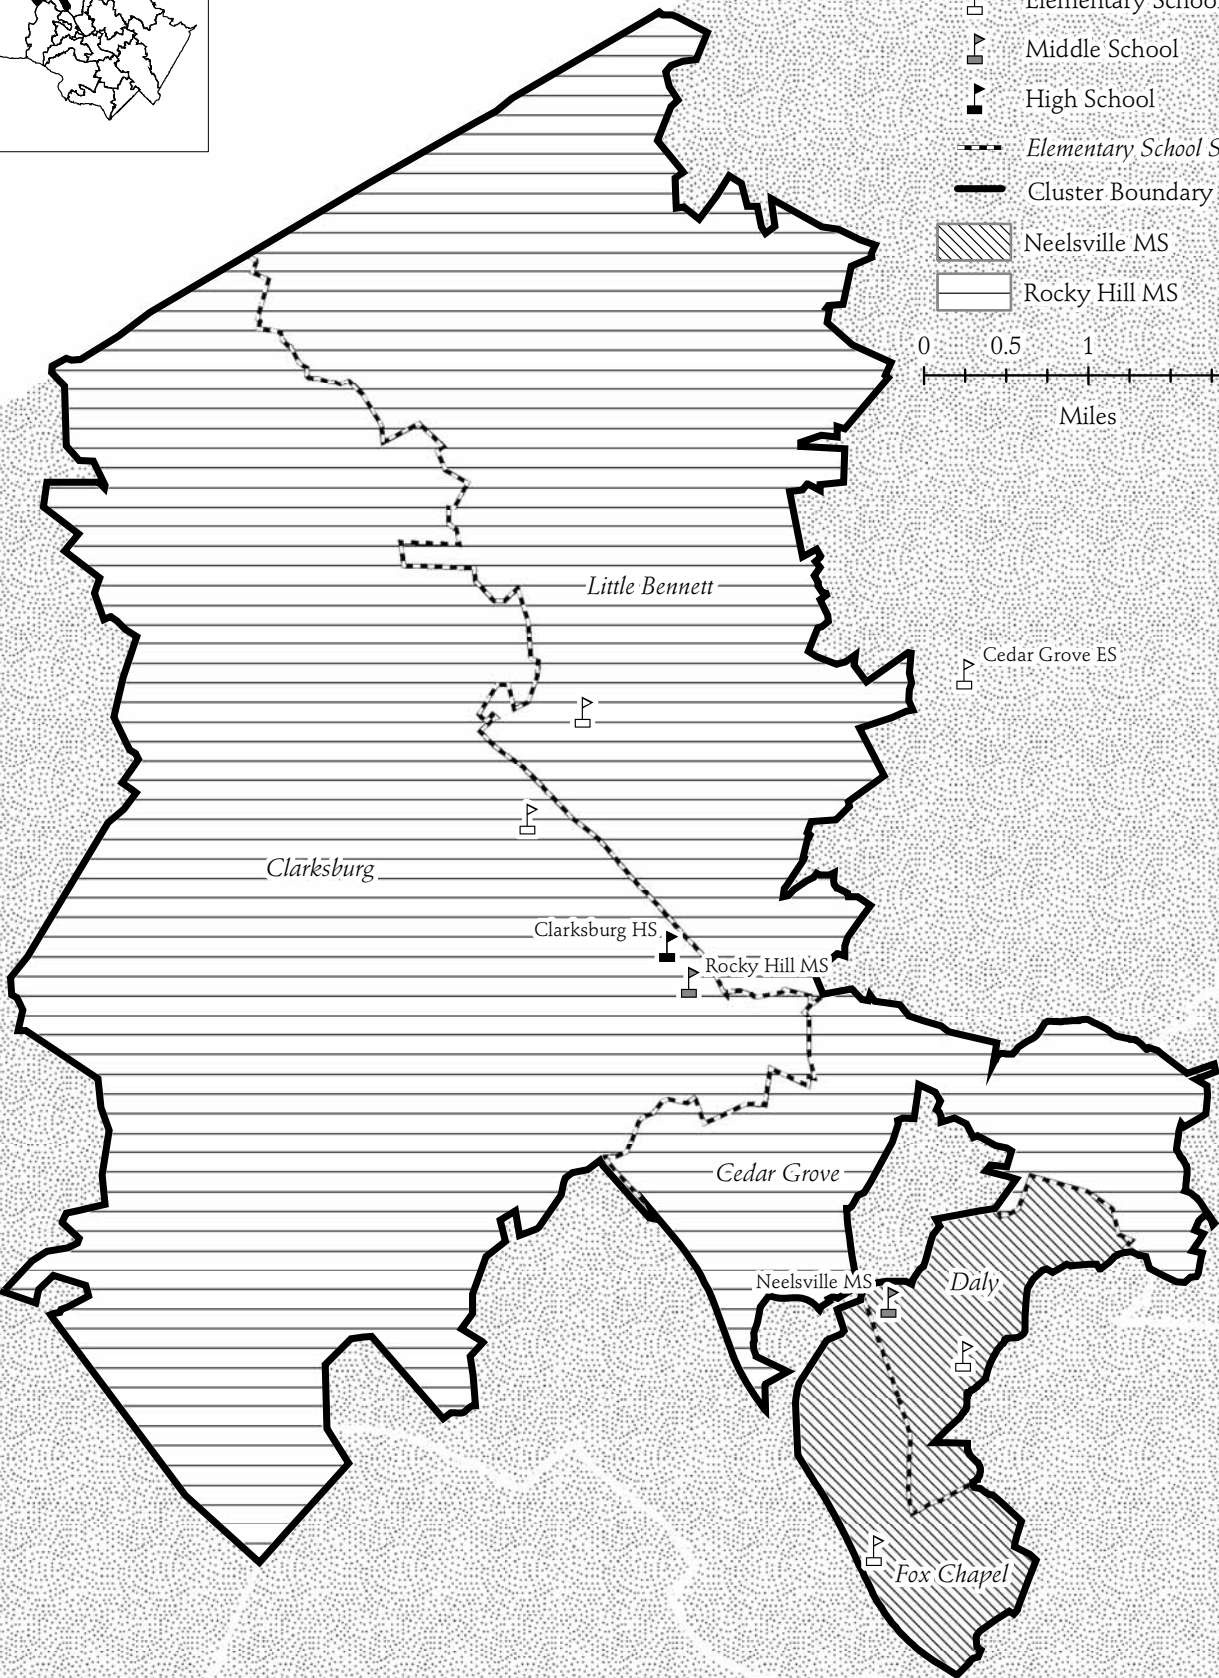 Elementary School
Middle School
High School
Elementary School S
Cluster Boundary
Neelsville MS
Rocky Hill MS
0 0.5 1
Miles
Little Bennett
Cedar Grove ES
Clarksburg
Clarksburg HS
Rocky Hill MS
Cedar Grove
Neelsville MS
Daly
Fox Chapel